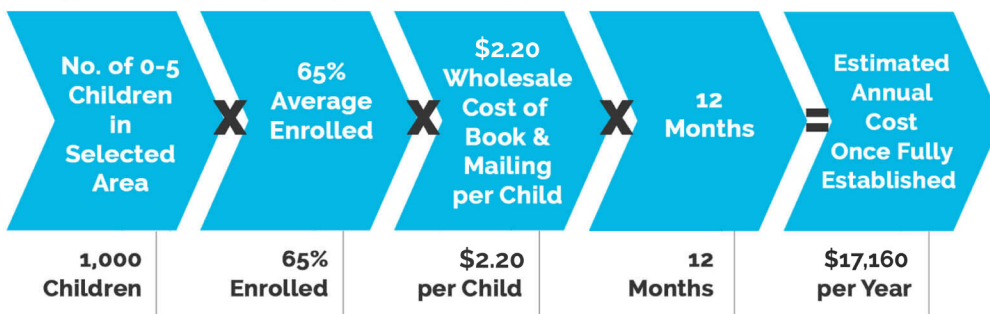 No. of 0-5
Children
in
Selected
Area
X
65%
Average
Enrolled
X
$2.20
Wholesale
Cost of
Book &
Mailing
per Child
X
12
Months
=
Estimated
Annual
Cost
Once Fully
Established
1,000
Children
65%
Enrolled
$2.20
per Child
12
Months
$17,160
per Year